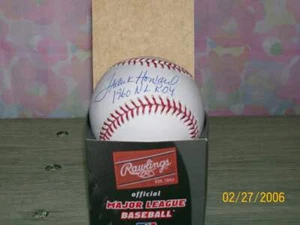 Frank Howard
1960 NL ROY
Rawlings
official
MAJOR LEAGUE
BASEBALL
02/27/2006